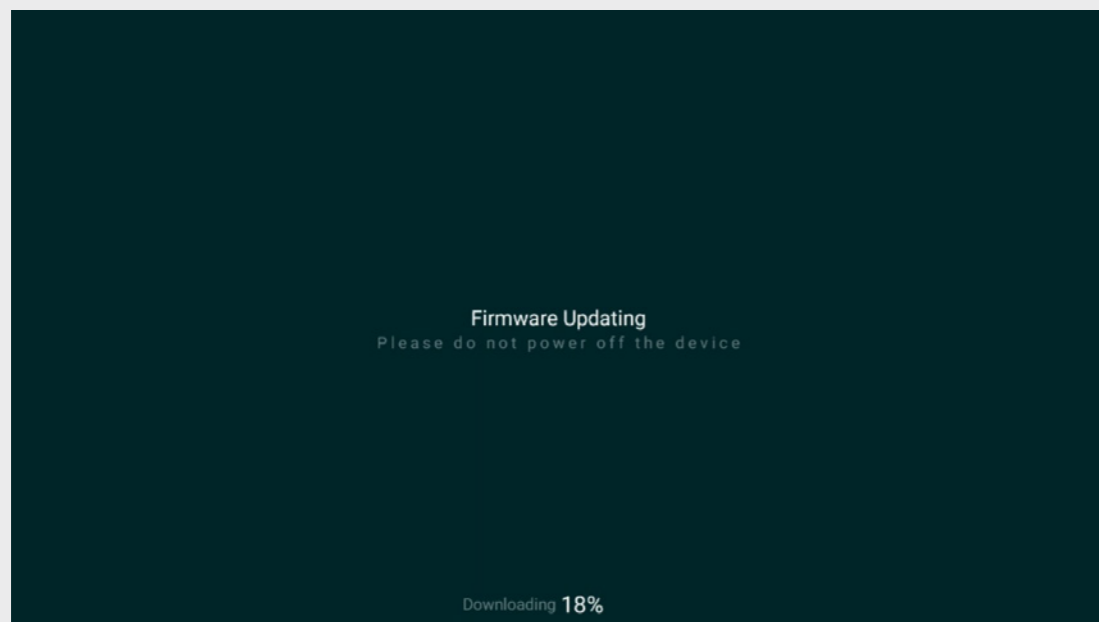 Firmware Updating
Please do not power off the device
Downloading 18%